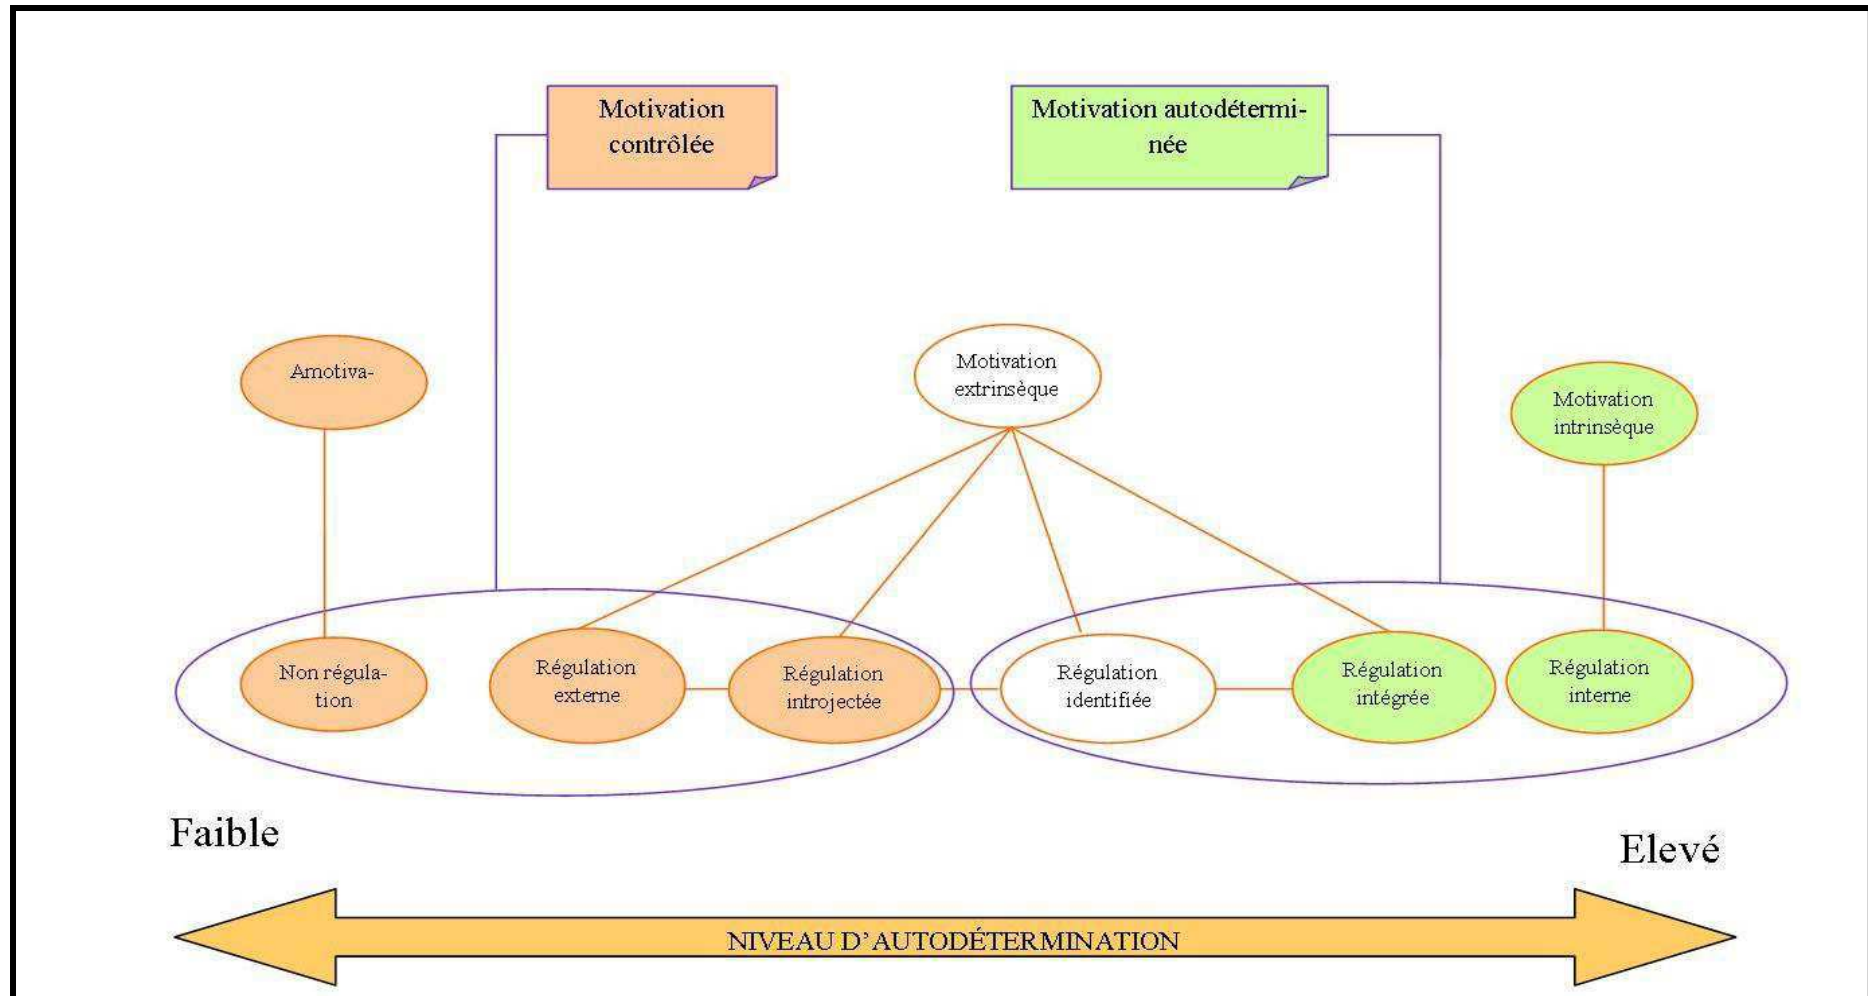 Motivation
contrôlée
Motivation autodétermi-
née
Amotiva-
Motivation
extrinsèque
Motivation
intrinsèque
Non régula-
tion
Régulation
externe
Régulation
introjectée
Régulation
identifiée
Régulation
intégrée
Régulation
interne
Faible
Elevé
NIVEAU D'AUTODÉTERMINATION